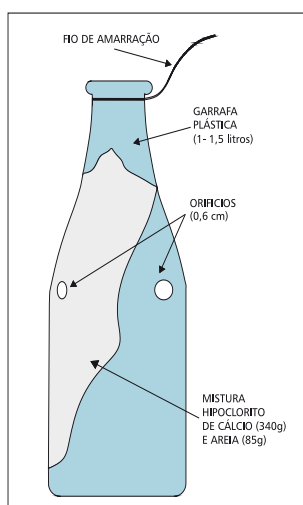 FIO DE AMARRAÇÃO
GARRAFA
PLÁSTICA
(1- 1,5 litros)
ORIFICIOS
(0,6 cm)
MISTURA
HIPOCLORITO
DE CÁLCIO (340g)
E AREIA (85g)